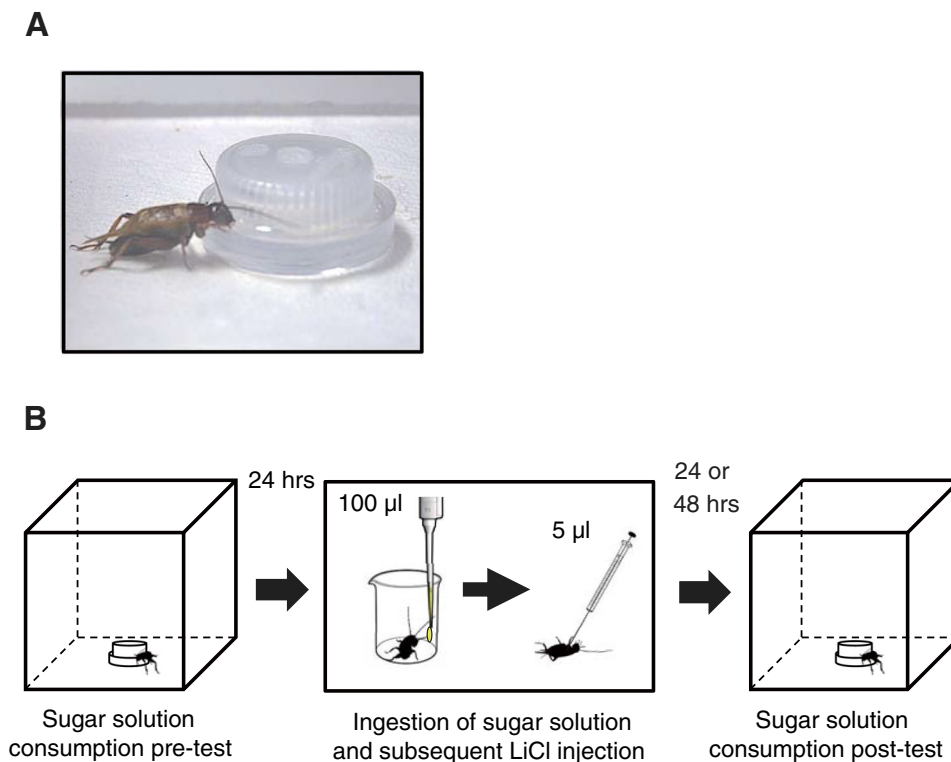 A
B
24 hrs
100 µl
5 µl
24 or
48 hrs
Sugar solution
consumption pre-test
Ingestion of sugar solution
and subsequent LiCl injection
Sugar solution
consumption post-test